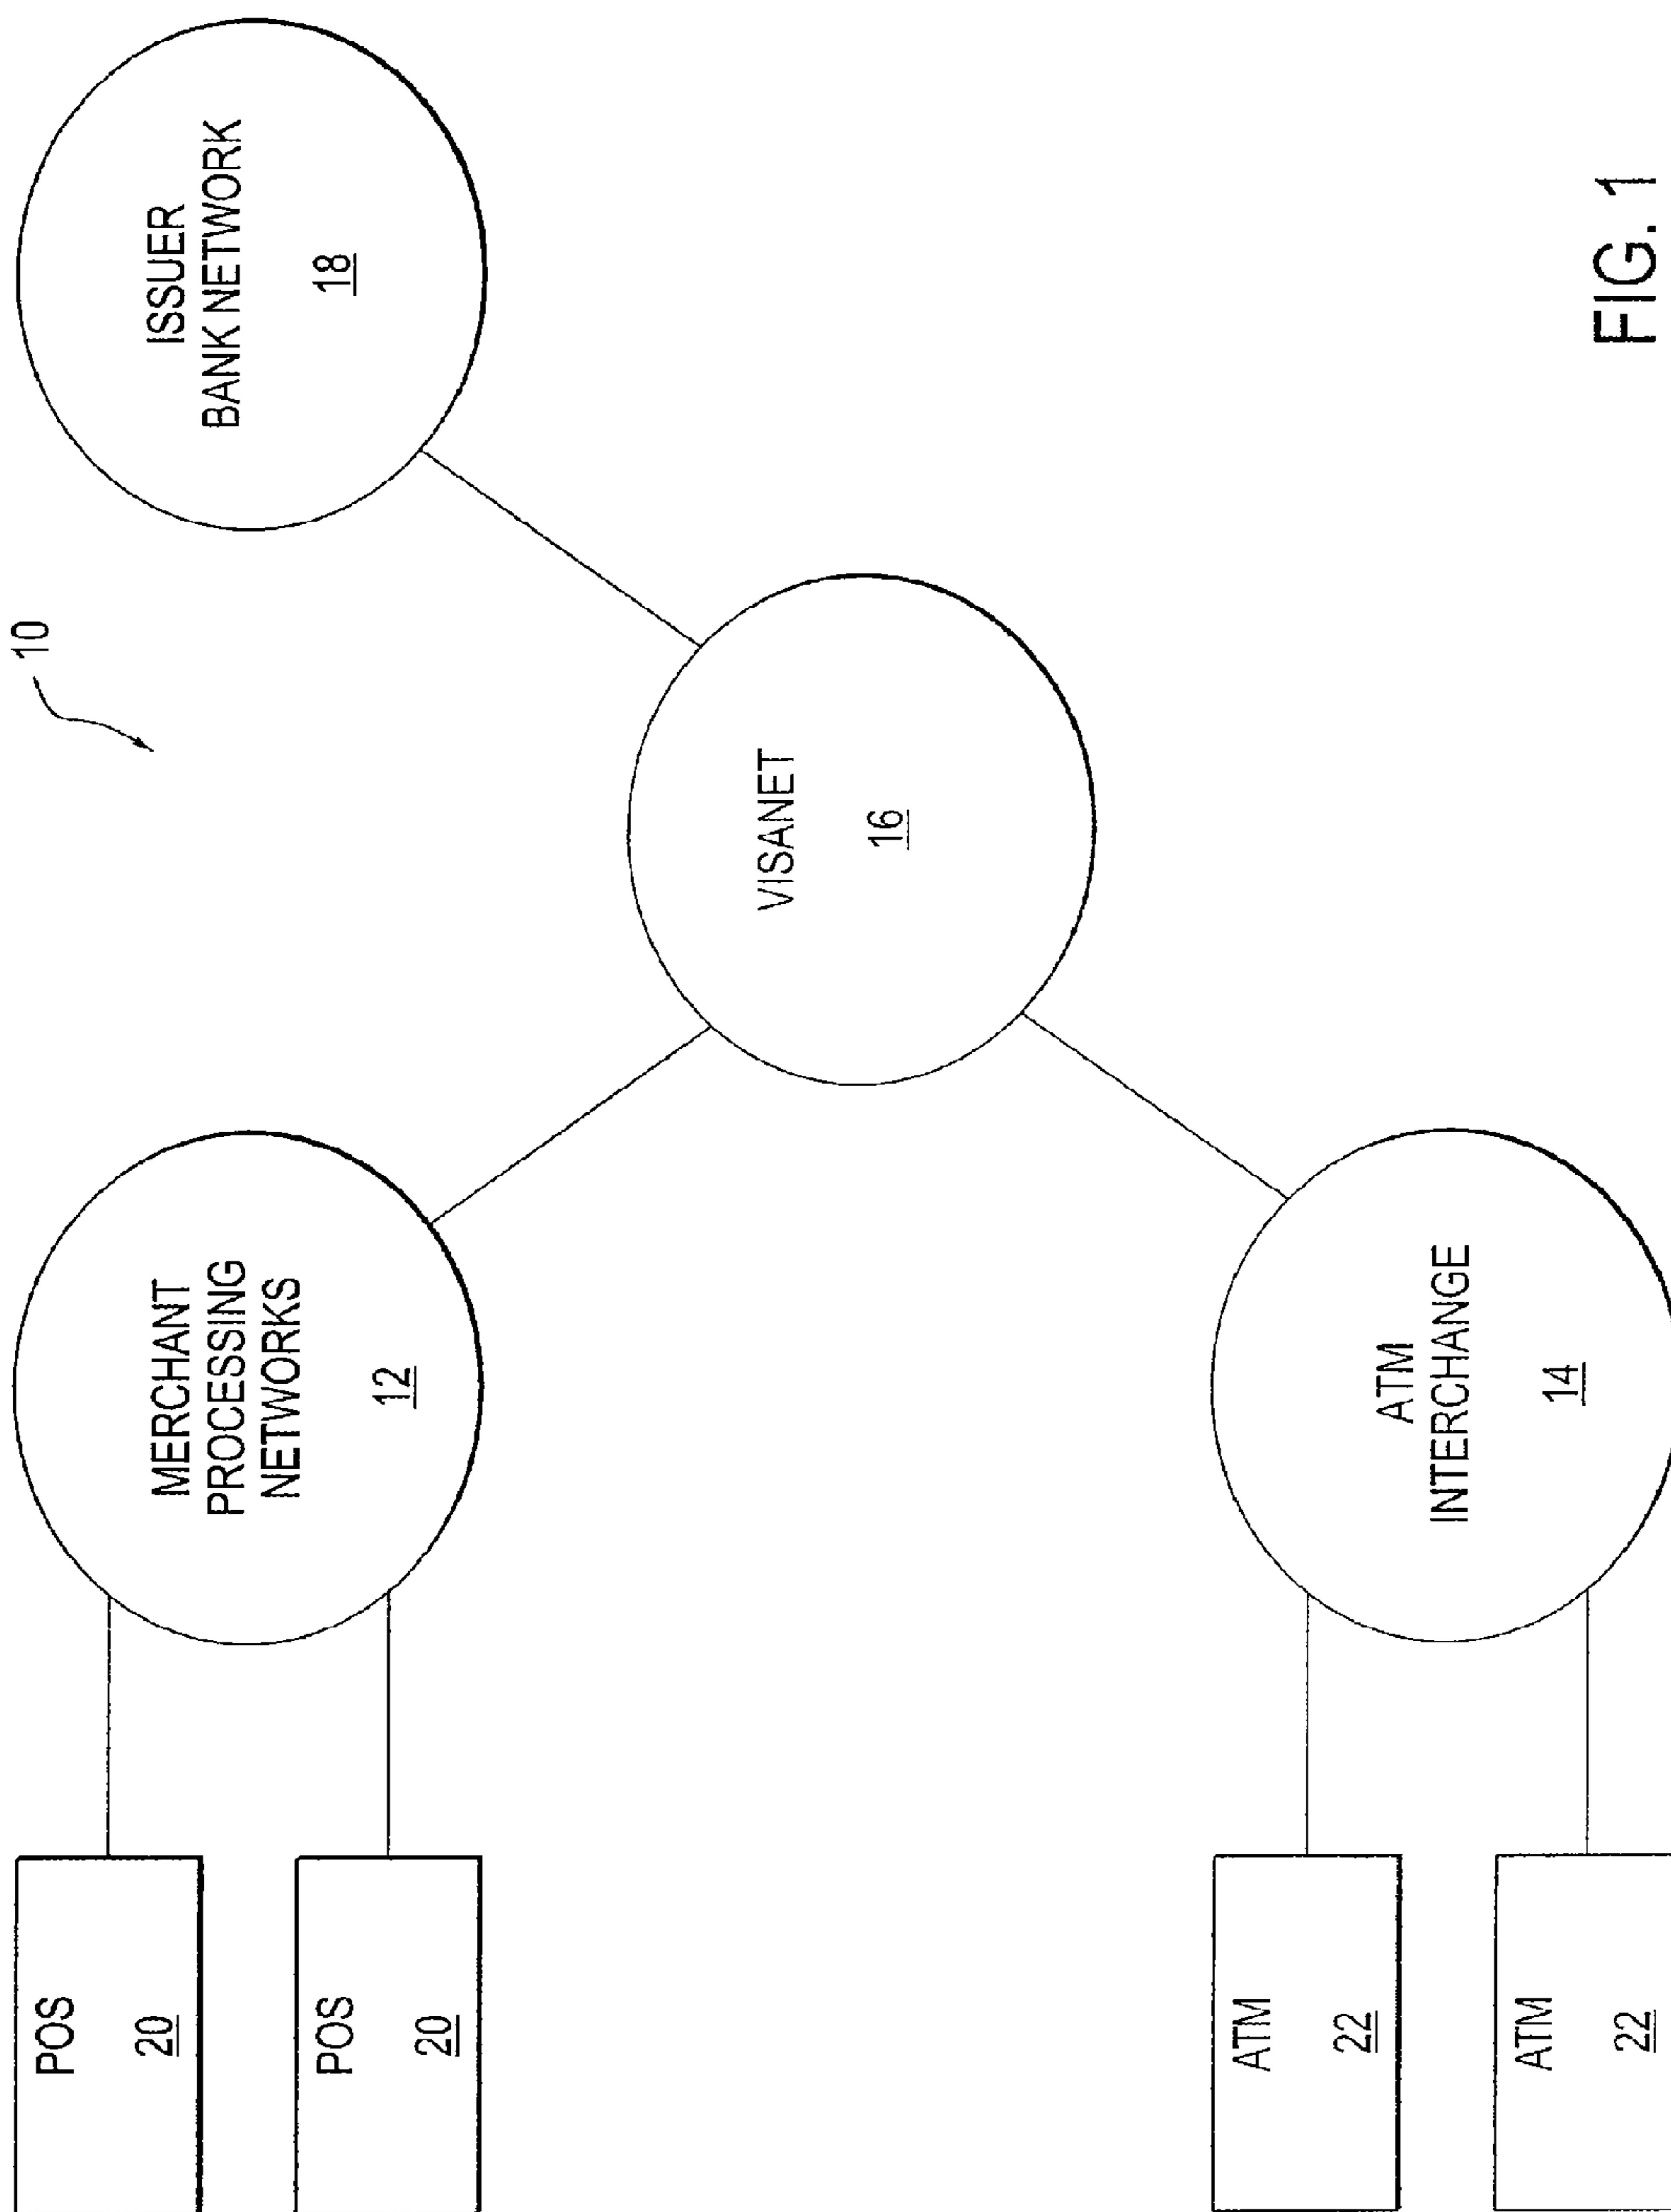 10
POS
20
POS
20
MERCHANT
PROCESSING
NETWORKS
12
ISSUER
BANK NETWORK
18
VISANET
16
ATM
22
ATM
22
ATM
INTERCHANGE
14
FIG. 1